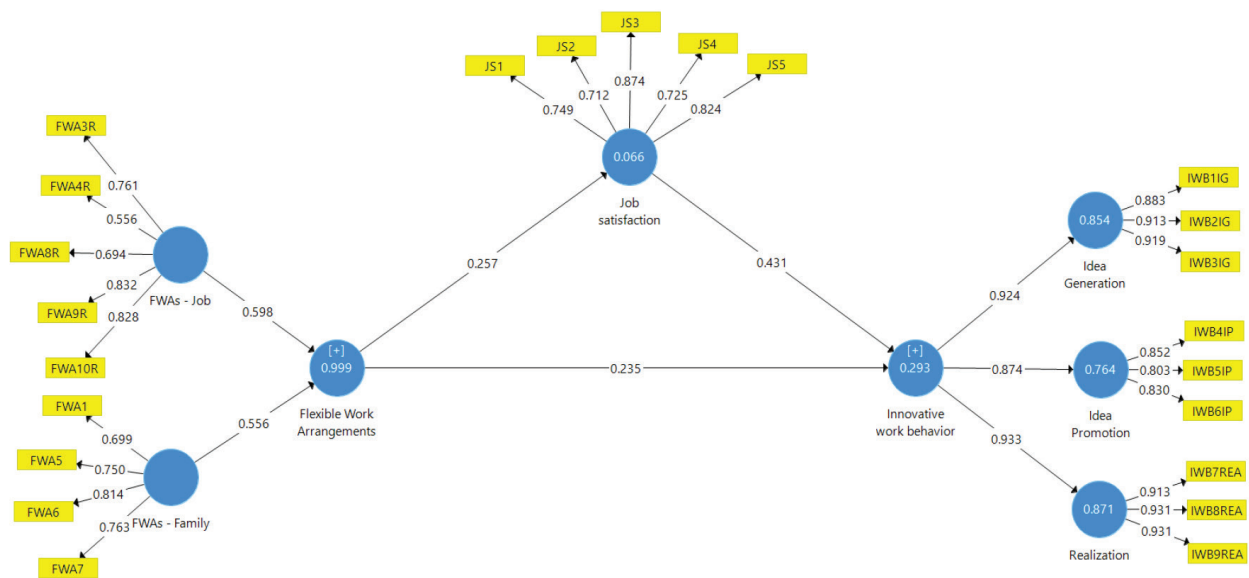 JS1
JS2
JS3
JS4
JS5
0.749
0.712
0.874
0.725
0.824
0.066
Job
satisfaction
FWA3R
FWA4R
FWA8R
FWA9R
FWA10R
0.761
0.556
0.694
0.832
0.828
FWAs - Job
0.598
FWA1
FWA5
FWA6
FWA7
0.699
0.750
0.814
0.763
FWAs - Family
0.556
[+]
0.999
Flexible Work
Arrangements
0.257
0.431
0.235
[+]
0.293
Innovative
work behavior
0.924
0.874
0.933
0.854
Idea
Generation
0.883
0.913
0.919
IWB1IG
IWB2IG
IWB3IG
0.764
Idea
Promotion
0.852
0.803
0.830
IWB4IP
IWB5IP
IWB6IP
0.871
Realization
0.913
0.931
0.931
IWB7REA
IWB8REA
IWB9REA